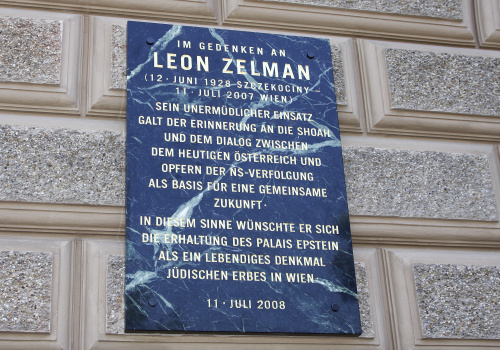 IM GEDENKEN AN
LEON ZELMAN
(12 · JUNI 1928 SZCZEKOCINY
11 · JULI 2007 WIEN)
SEIN UNERMÜDLICHER EINSATZ
GALT DER ERINNERUNG AN DIE SHOAH
UND DEM DIALOG ZWISCHEN
DEM HEUTIGEN ÖSTERREICH UND
OPFERN DER NS-VERFOLGUNG
ALS BASIS FÜR EINE GEMEINSAME
ZUKUNFT ·
IN DIESEM SINNE WÜNSCHTE ER SICH
DIE ERHALTUNG DES PALAIS EPSTEIN
ALS EIN LEBENDIGES DENKMAL
JÜDISCHEN ERBES IN WIEN ·
11 · JULI 2008